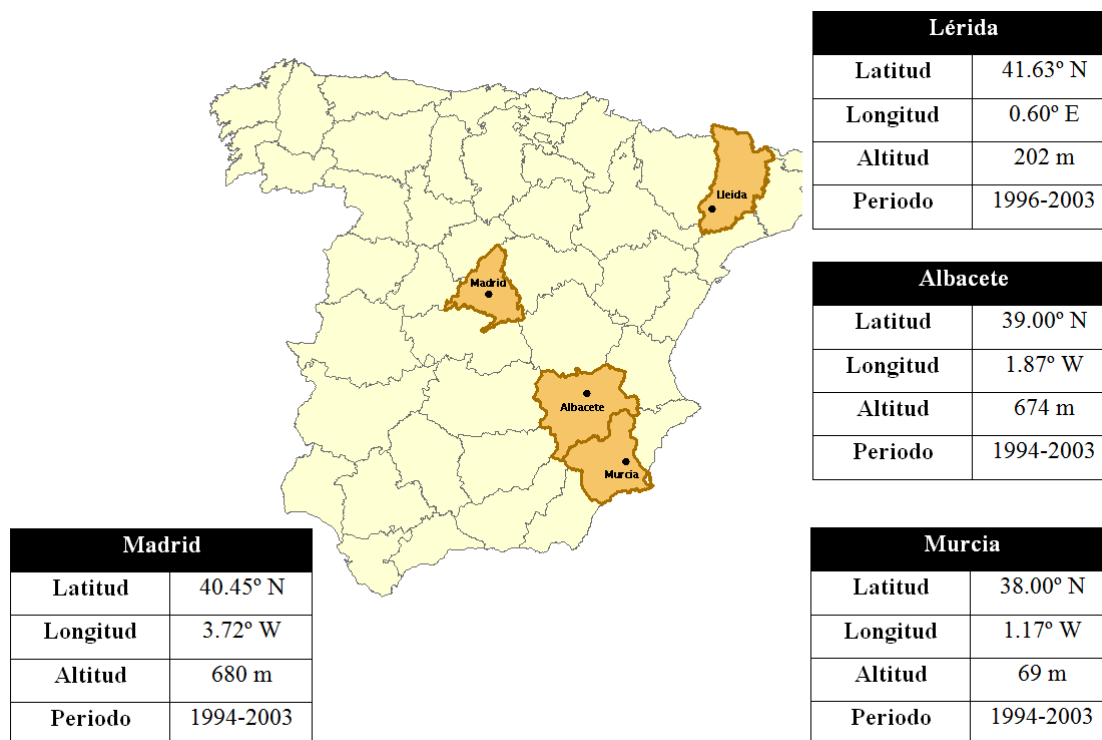 Lérida
Latitud 41.63º N
Longitud 0.60º E
Altitud 202 m
Periodo 1996-2003
Lleida
Madrid
Albacete
Murcia
Albacete
Latitud 39.00º N
Longitud 1.87º W
Altitud 674 m
Periodo 1994-2003
Madrid
Latitud 40.45º N
Longitud 3.72º W
Altitud 680 m
Periodo 1994-2003
Murcia
Latitud 38.00º N
Longitud 1.17º W
Altitud 69 m
Periodo 1994-2003